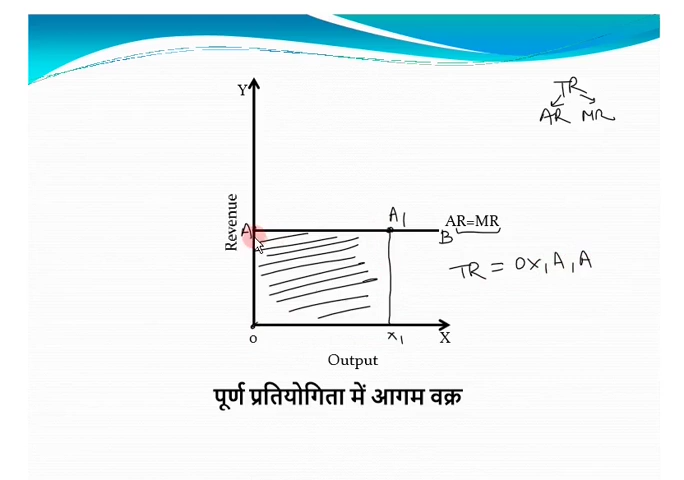 Y
TR
AR MR
Revenue
A
A1
AR=MR
B
TR = OX1A1A
o
x1
X
Output
पूर्ण प्रतियोगिता में आगम वक्र